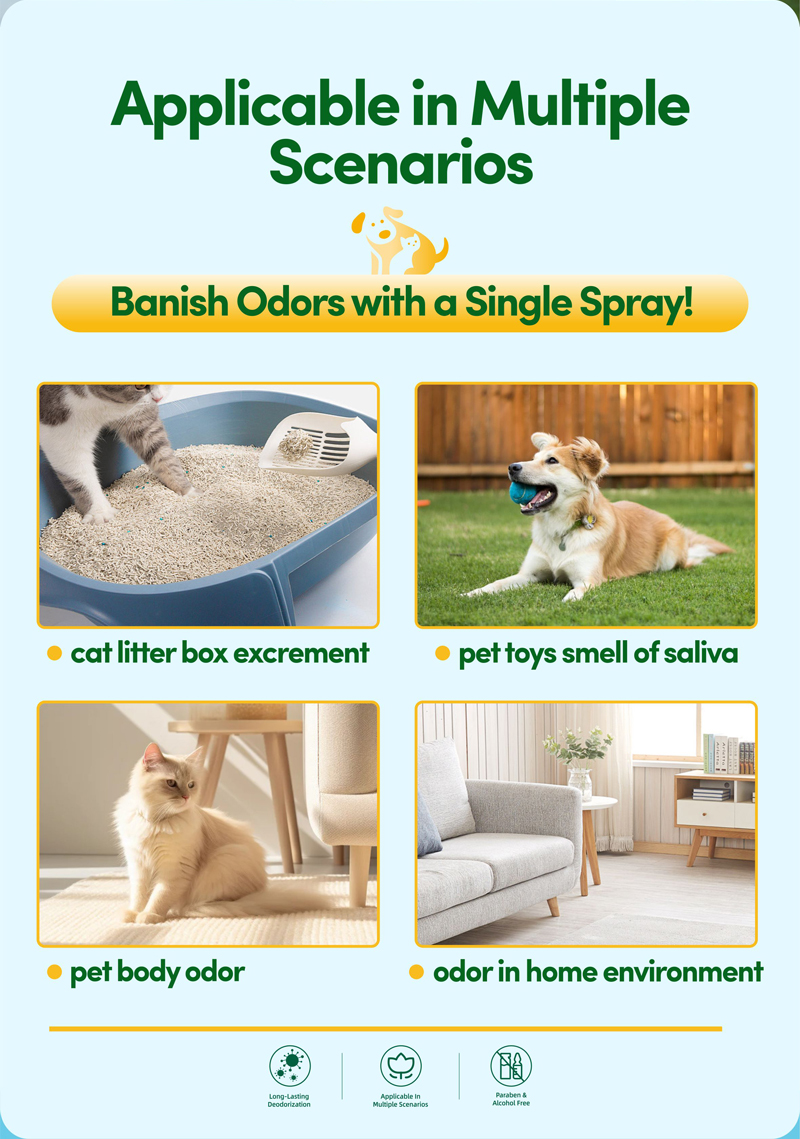 Applicable in Multiple
Scenarios
Banish Odors with a Single Spray!
cat litter box excrement
pet toys smell of saliva
pet body odor
odor in home environment
Long-Lasting
Deodorization
Applicable In
Multiple Scenarios
Paraben &
Alcohol Free